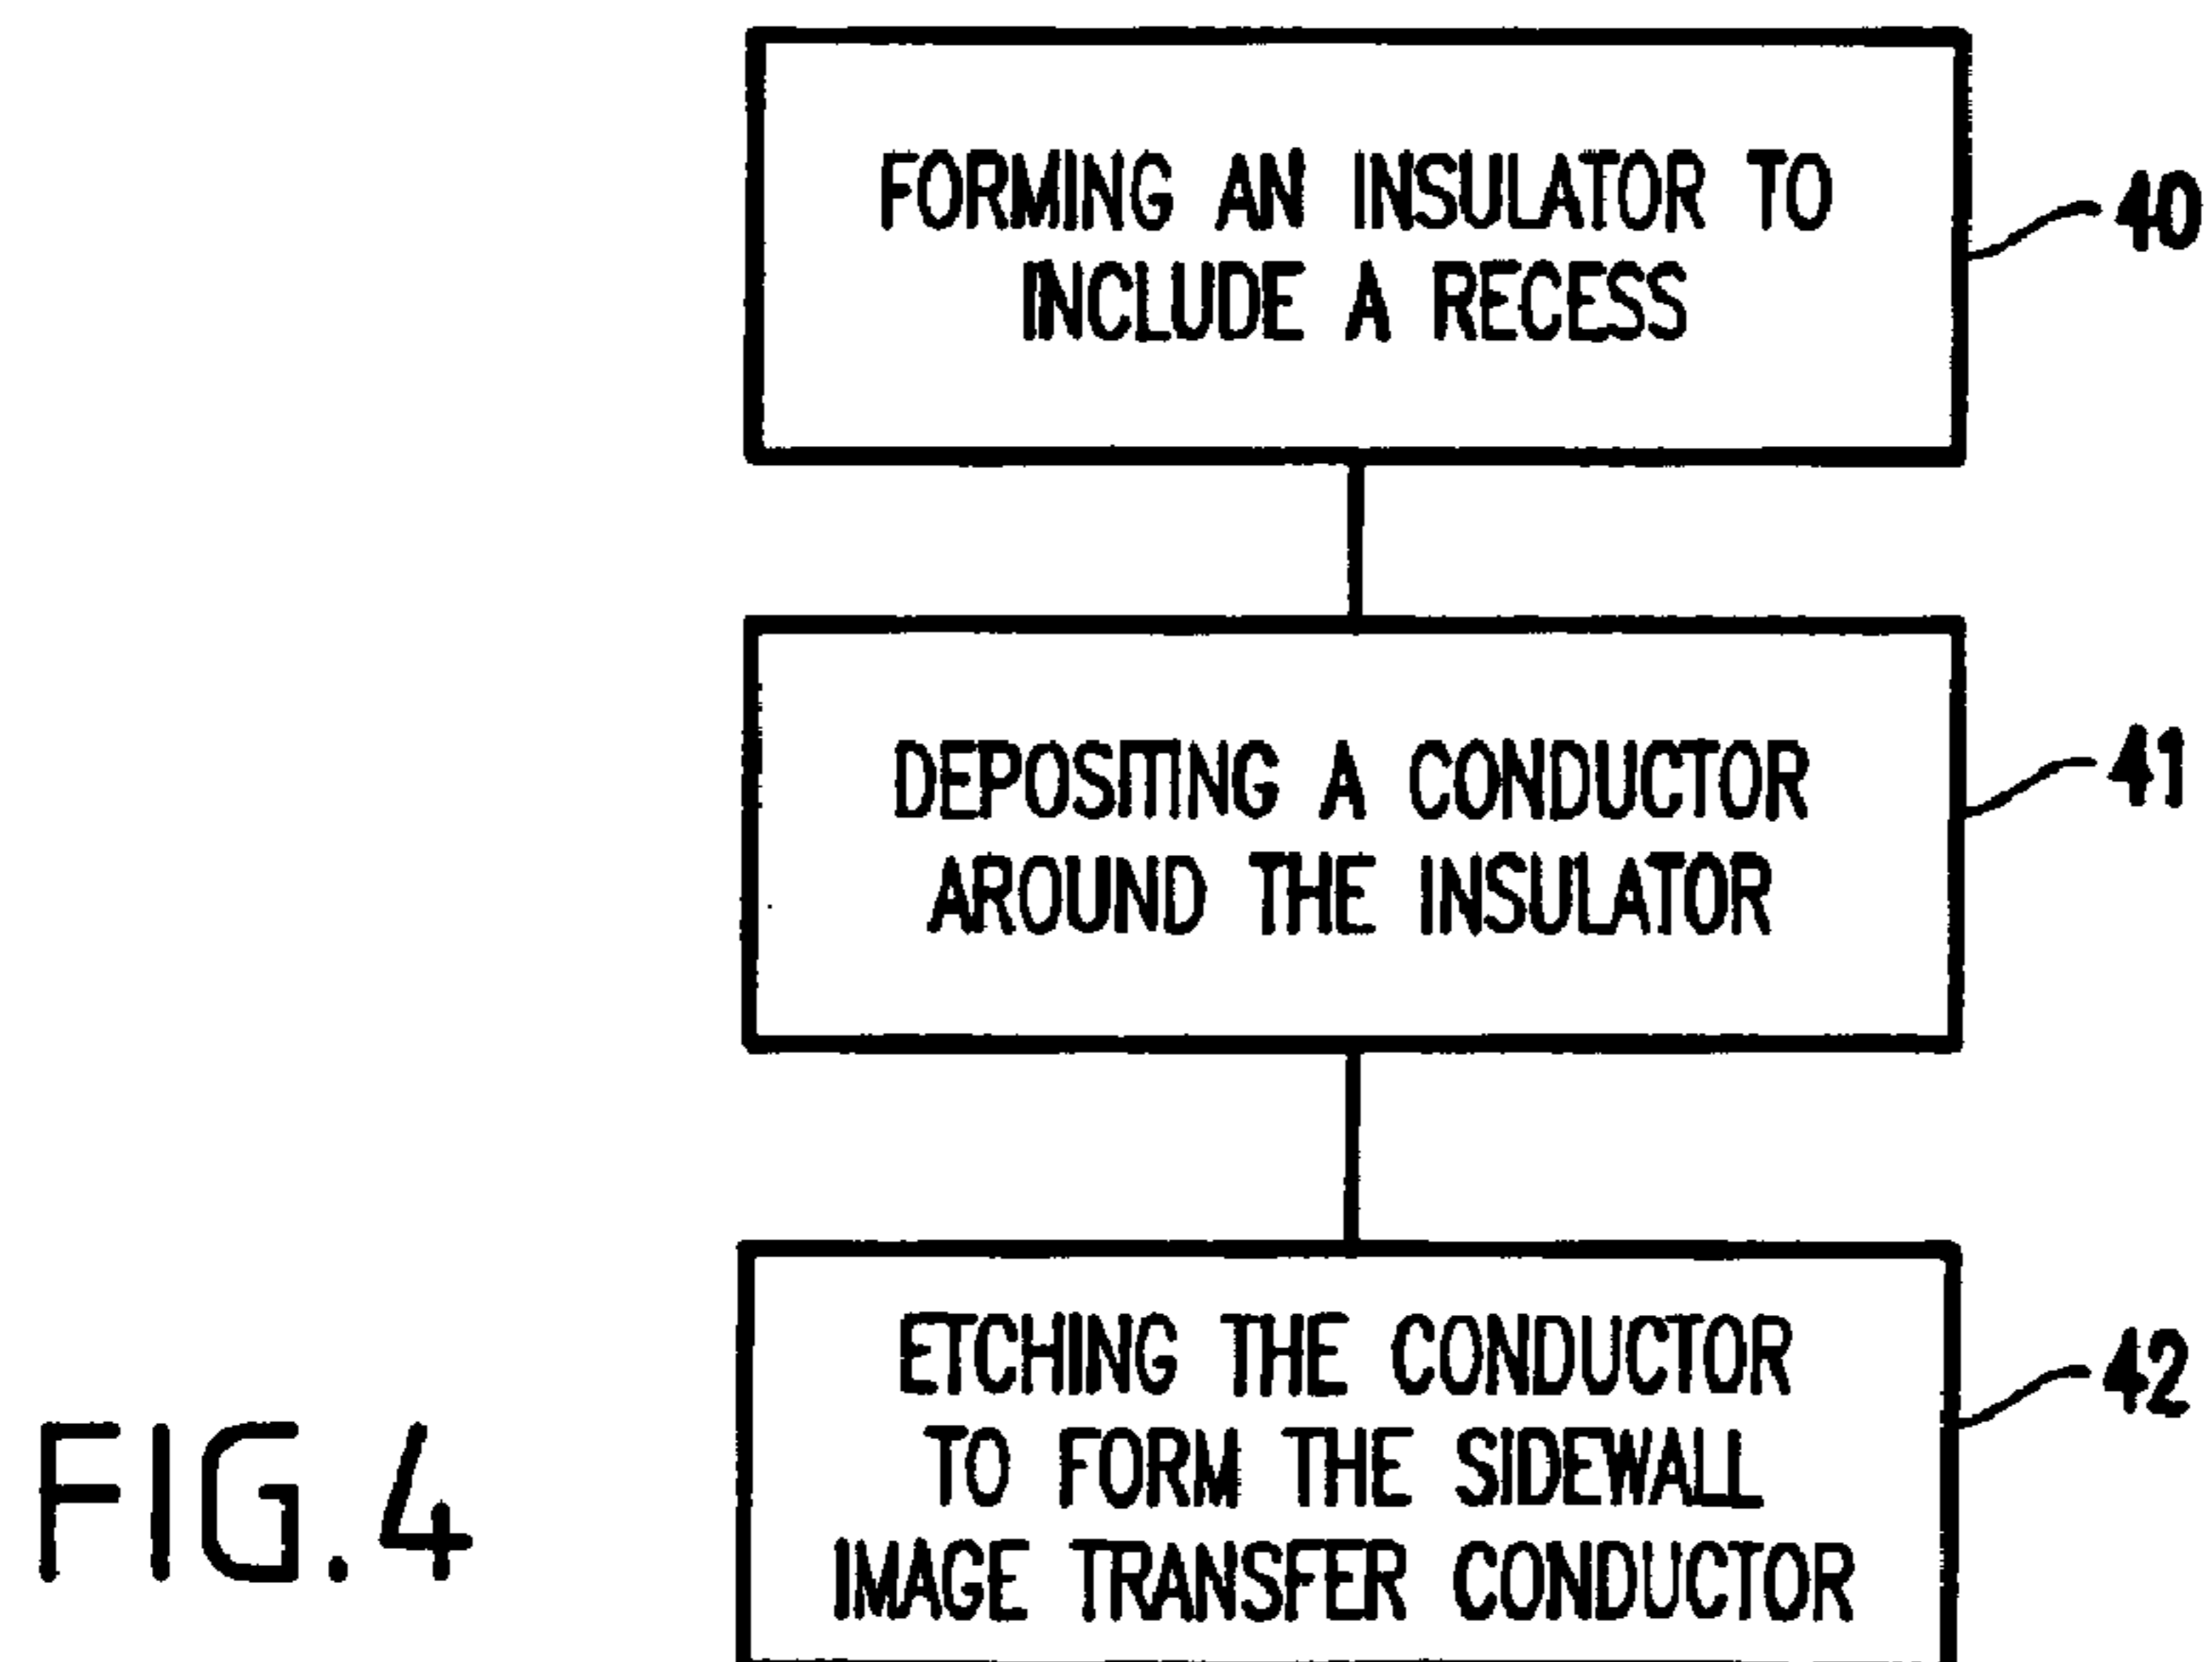 FORMING AN INSULATOR TO
INCLUDE A RECESS
40
DEPOSITING A CONDUCTOR
AROUND THE INSULATOR
41
ETCHING THE CONDUCTOR
TO FORM THE SIDEWALL
IMAGE TRANSFER CONDUCTOR
42
FIG.4